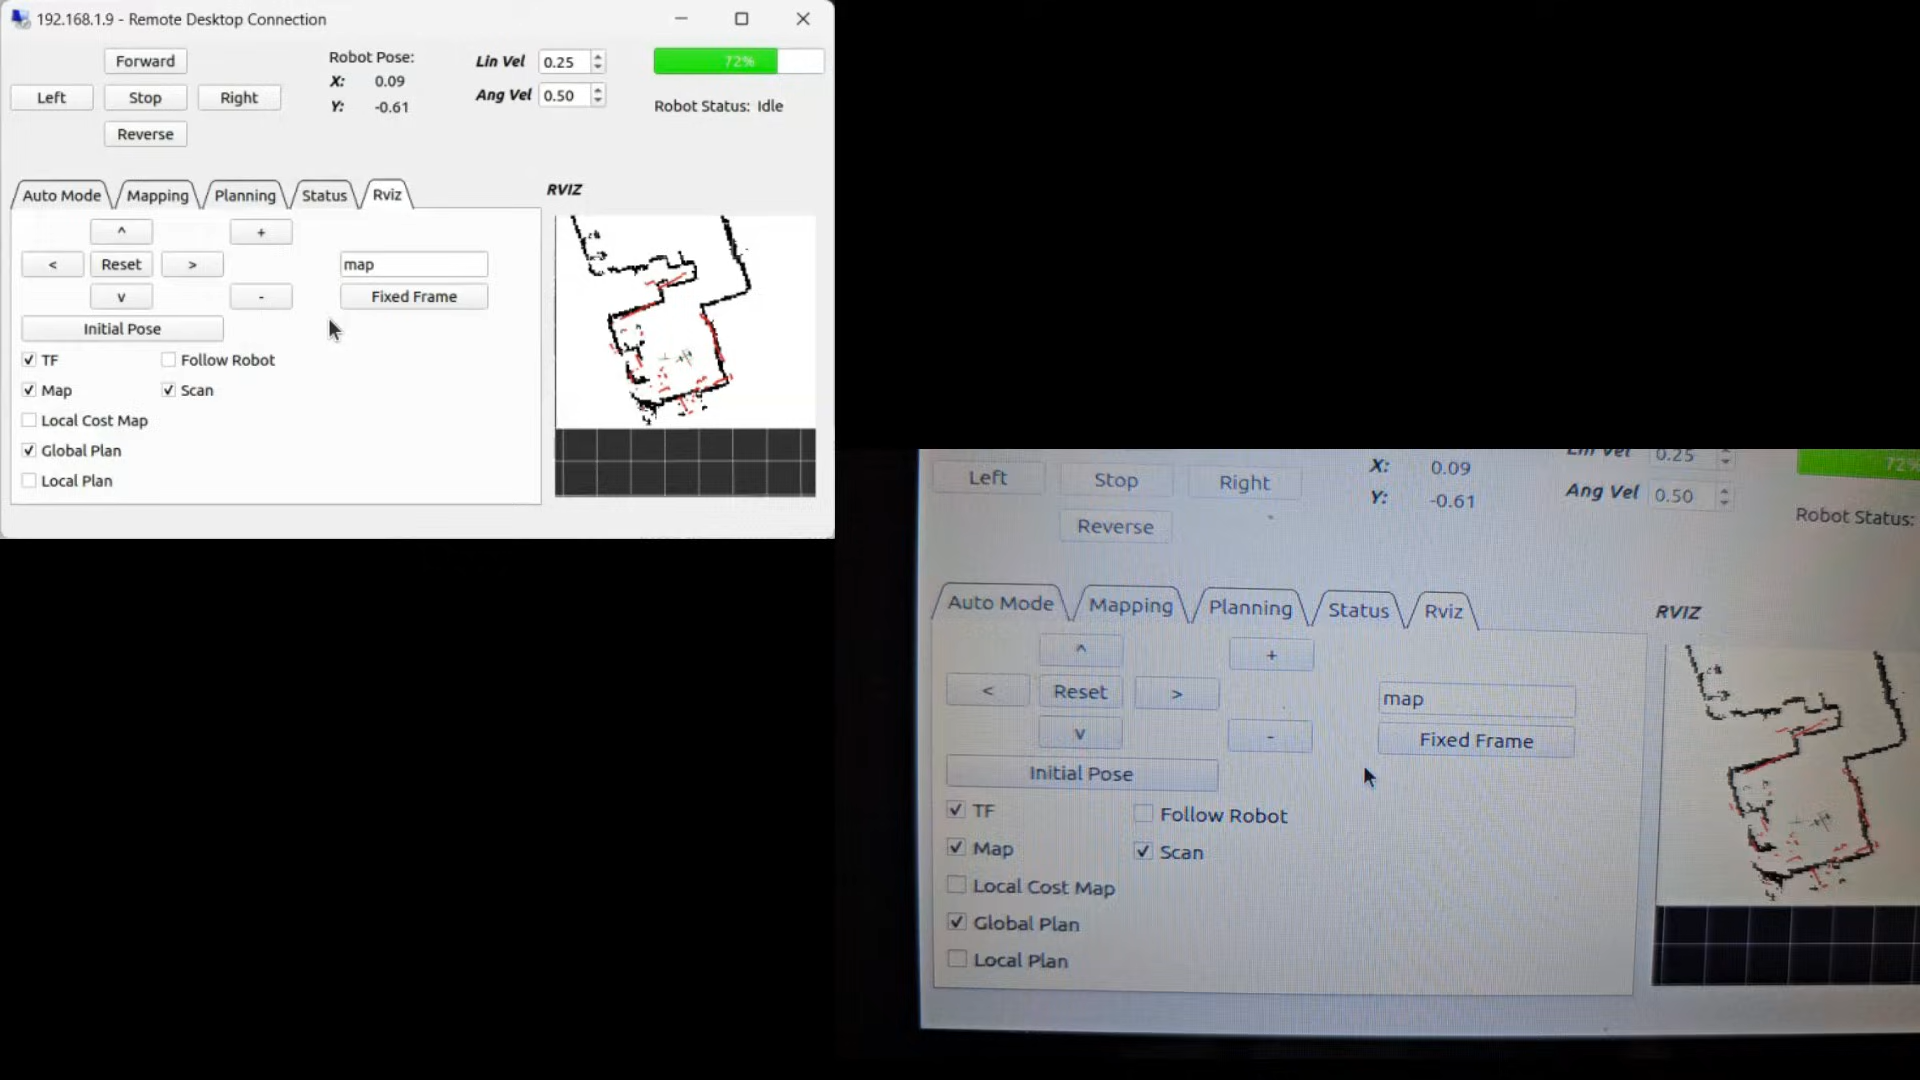 192.168.1.9 - Remote Desktop Connection
Forward
Left Stop Right
Reverse
Robot Pose:
X: 0.09
Y: -0.61
Lin Vel 0.25
Ang Vel 0.50
72%
Robot Status: Idle
Auto Mode Mapping Planning Status Rviz
^ +
< Reset > map
v - Fixed Frame
Initial Pose
TF Follow Robot
Map Scan
Local Cost Map
Global Plan
Local Plan
RVIZ
Left Stop Right
Reverse
X: 0.09
Y: -0.61
Lin Vel 0.25
Ang Vel 0.50
72%
Robot Status:
Auto Mode Mapping Planning Status Rviz
^ +
< Reset > map
v - Fixed Frame
Initial Pose
TF Follow Robot
Map Scan
Local Cost Map
Global Plan
Local Plan
RVIZ